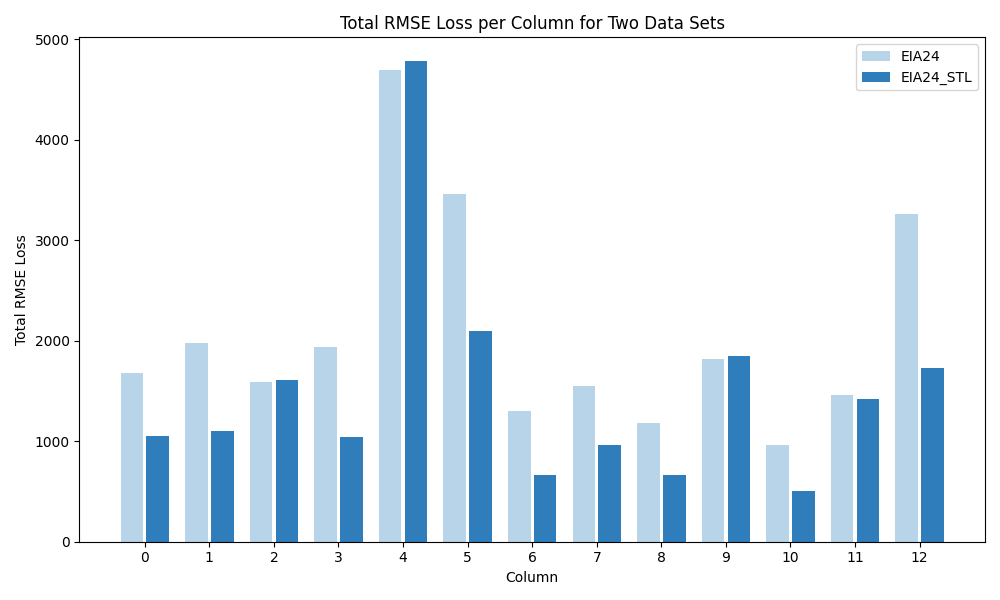 Total RMSE Loss per Column for Two Data Sets
EIA24
EIA24_STL
Total RMSE Loss
5000
4000
3000
2000
1000
0
0 1 2 3 4 5 6 7 8 9 10 11 12
Column